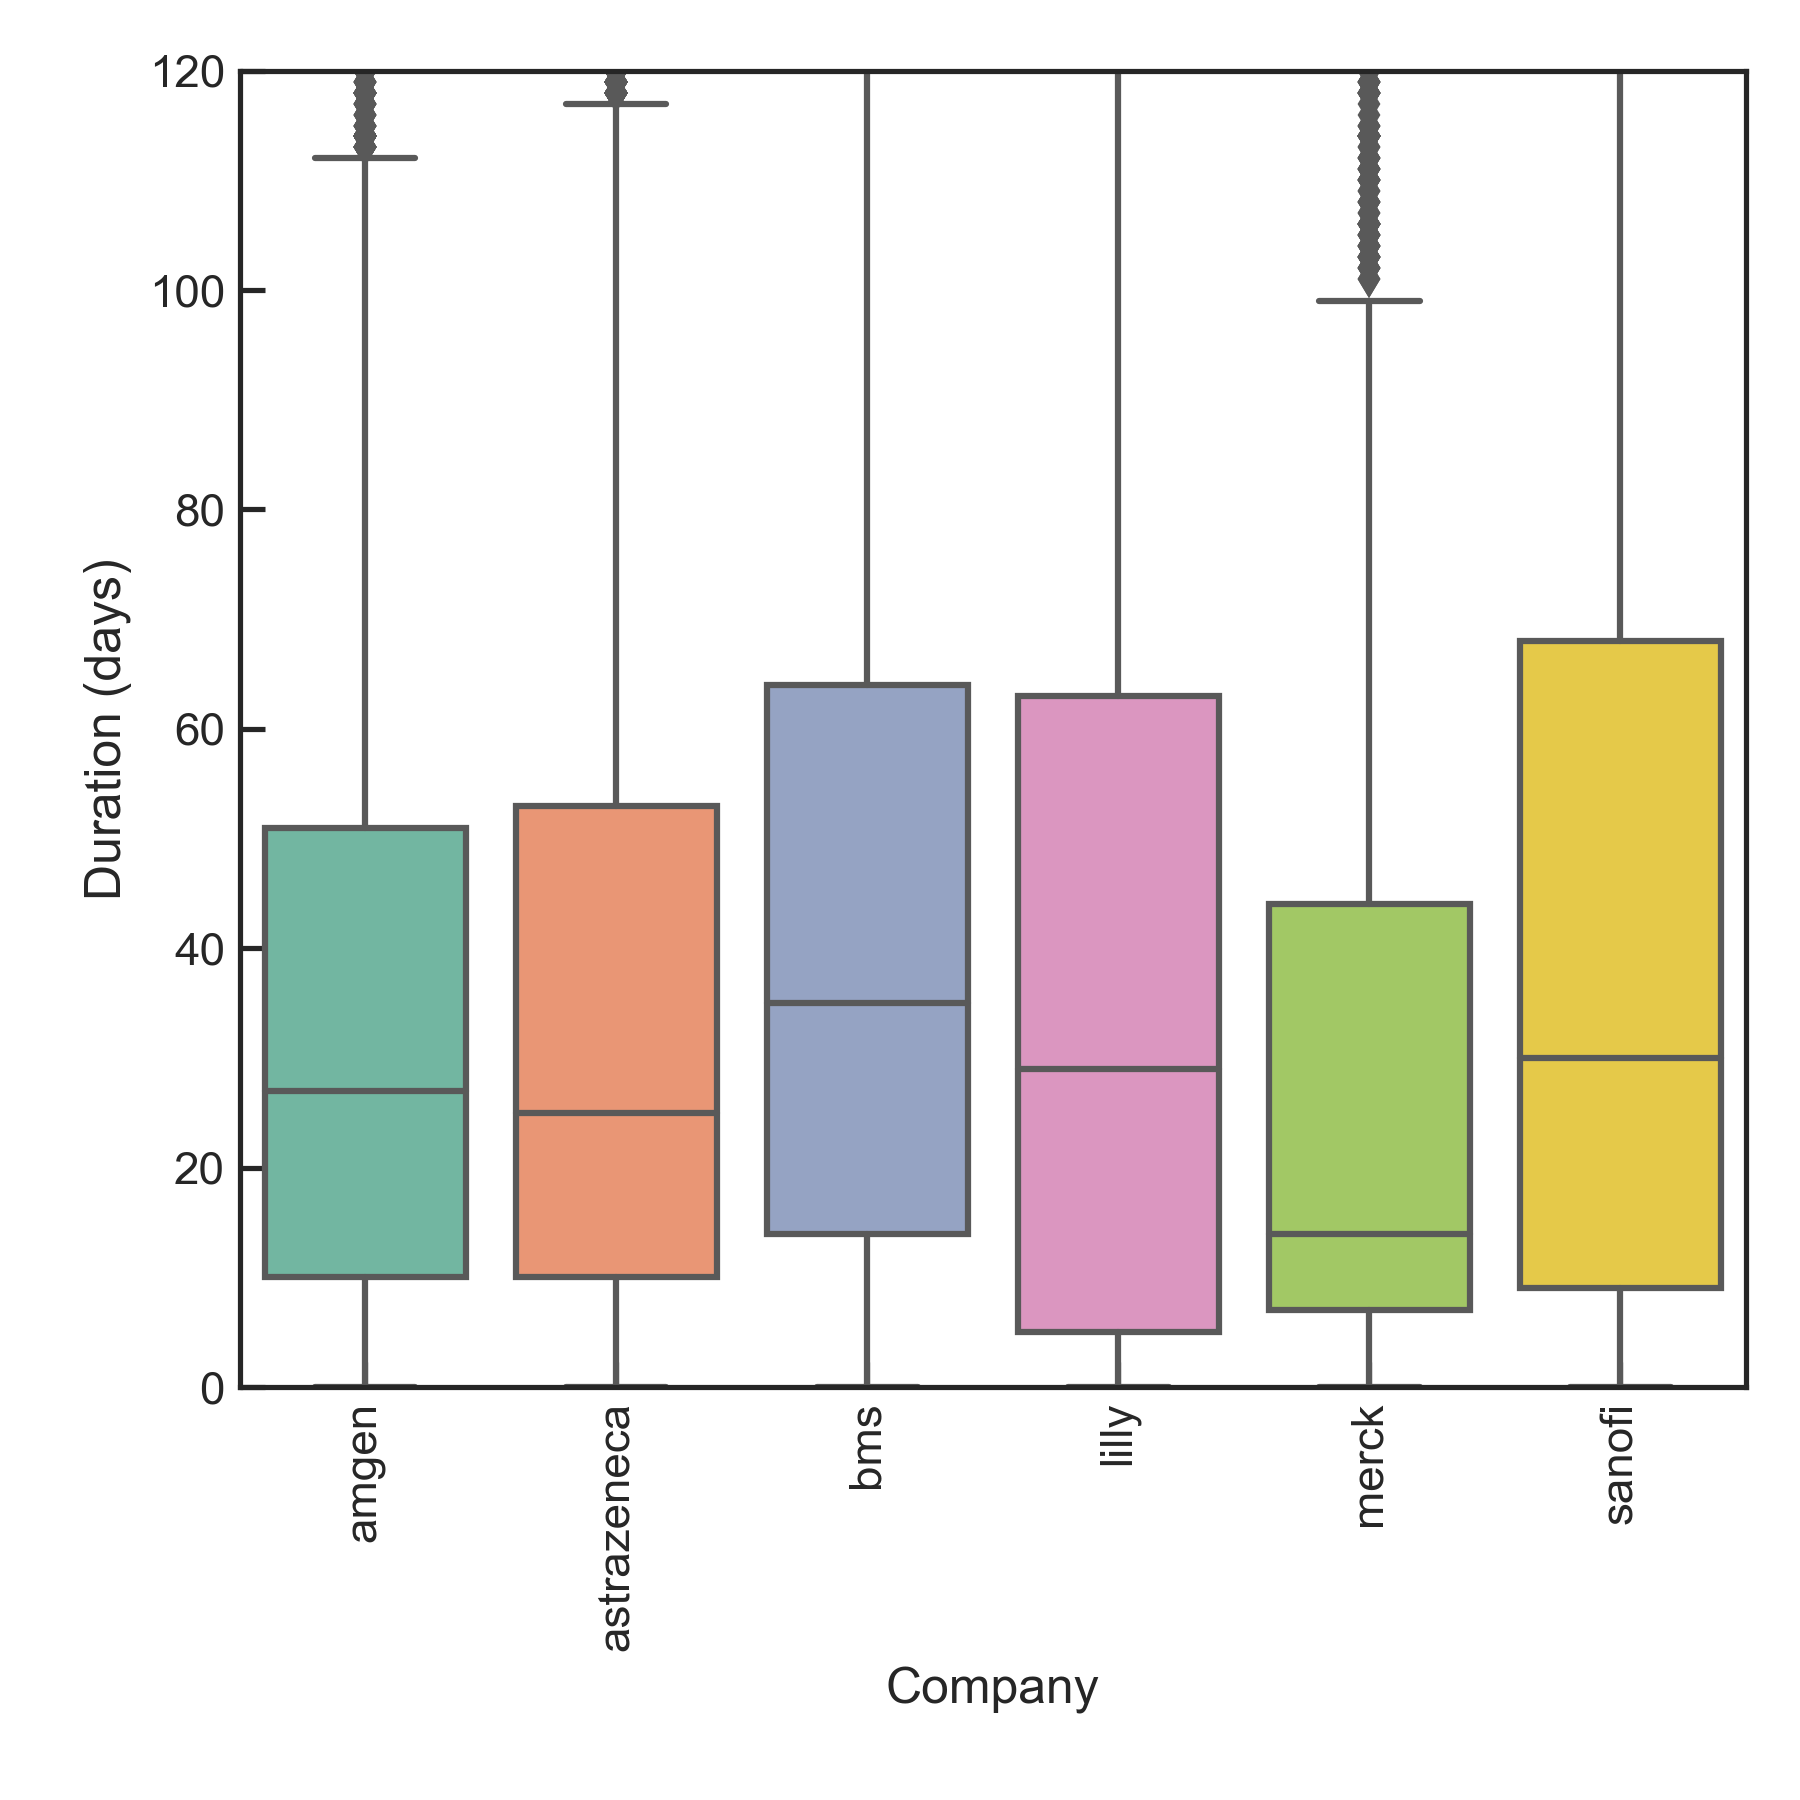 120
100
80
60
40
20
0
Duration (days)
amgen
astrazeneca
bms
lilly
merck
sanofi
Company